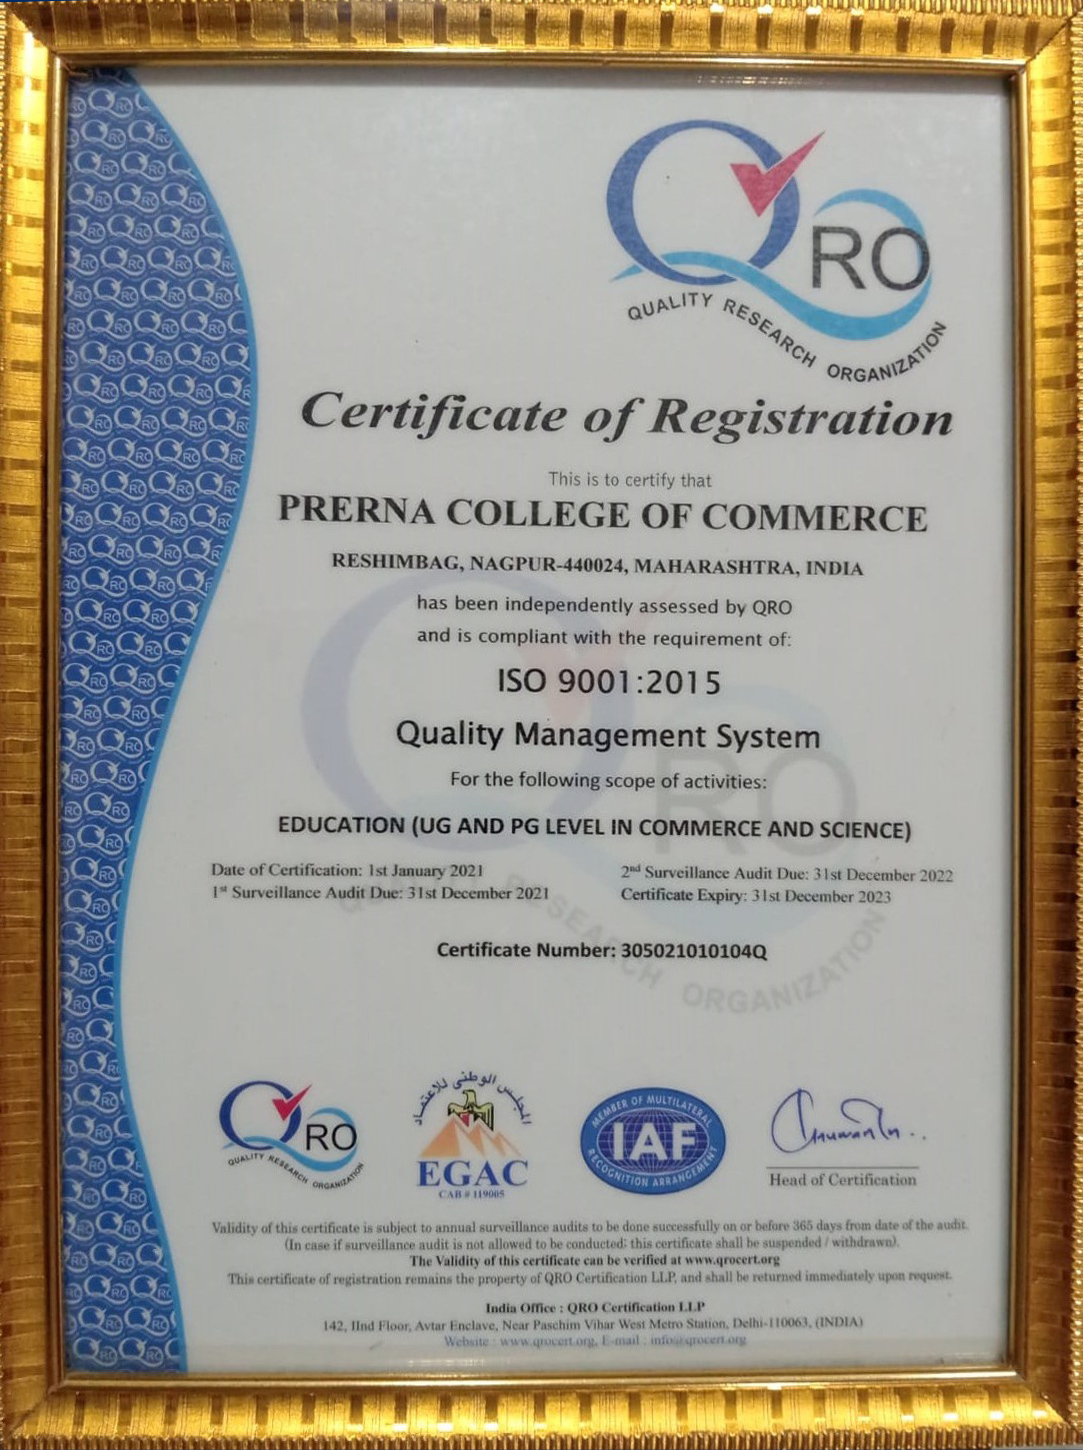 QRO
QUALITY RESEARCH ORGANIZATION
Certificate of Registration
This is to certify that
PRERNA COLLEGE OF COMMERCE
RESHIMBAG, NAGPUR-440024, MAHARASHTRA, INDIA
has been independently assessed by QRO
and is compliant with the requirement of:
ISO 9001:2015
Quality Management System
For the following scope of activities:
EDUCATION (UG AND PG LEVEL IN COMMERCE AND SCIENCE)
Date of Certification: 1st January 2021
1st Surveillance Audit Due: 31st December 2021
2nd Surveillance Audit Due: 31st December 2022
Certificate Expiry: 31st December 2023
Certificate Number: 305021010104Q
QRO
QUALITY RESEARCH ORGANIZATION
المجلس الوطنى للاعتماد
EGAC
CAB # 119005
MEMBER OF MULTILATERAL
IAF
RECOGNITION ARRANGEMENT
Head of Certification
Validity of this certificate is subject to annual surveillance audits to be done successfully on or before 365 days from date of the audit.
(In case if surveillance audit is not allowed to be conducted; this certificate shall be suspended / withdrawn).
The Validity of this certificate can be verified at www.qrocert.org
This certificate of registration remains the property of QRO Certification LLP, and shall be returned immediately upon request.
India Office : QRO Certification LLP
142, IInd Floor, Avtar Enclave, Near Paschim Vihar West Metro Station, Delhi-110063, (INDIA)
Website : www.qrocert.org, E-mail : info@qrocert.org